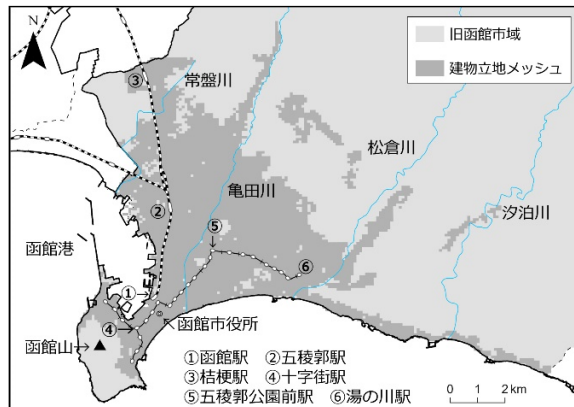 N
旧函館市域
建物立地メッシュ
③
常盤川
松倉川
亀田川
汐泊川
②
⑤
函館港
⑥
①
函館市役所
④
函館山
①函館駅 ②五稜郭駅
③桔梗駅 ④十字街駅
⑤五稜郭公園前駅 ⑥湯の川駅
0 1 2km